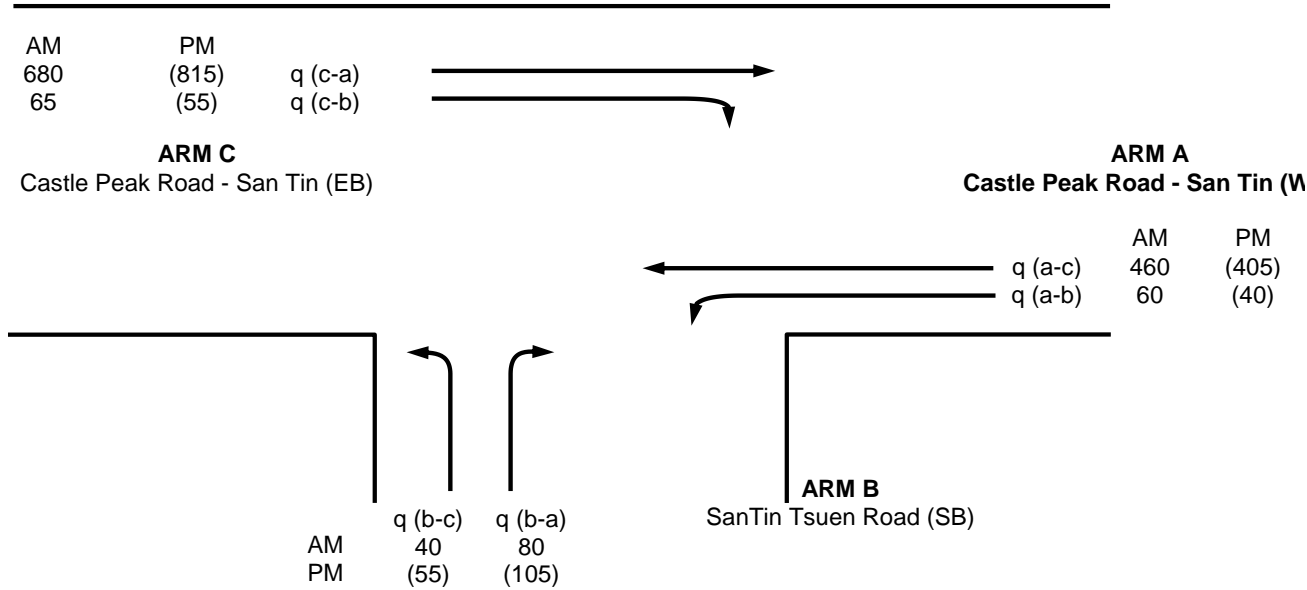 AM PM
680 (815) q (c-a)
65 (55) q (c-b)
ARM C
Castle Peak Road - San Tin (EB)
ARM A
Castle Peak Road - San Tin (W
AM PM
q (a-c) 460 (405)
q (a-b) 60 (40)
ARM B
SanTin Tsuen Road (SB)
q (b-c) q (b-a)
AM 40 80
PM (55) (105)